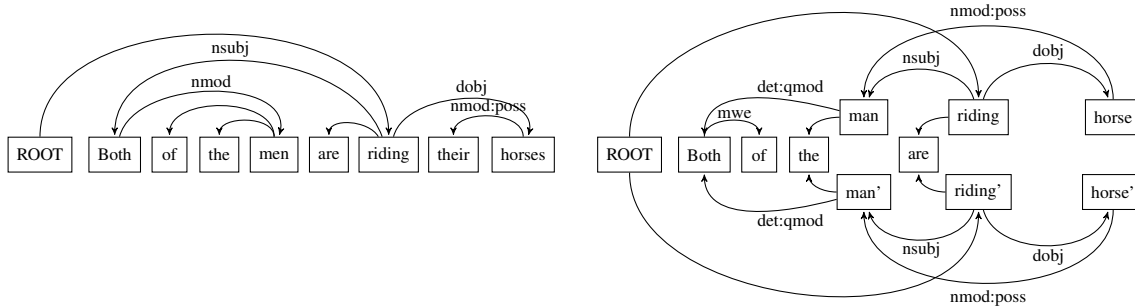 nsubj
nmod
dobj
nmod:poss
ROOT Both of the men are riding their horses
nmod:poss
nsubj
dobj
det:qmod
mwe
man riding horse
ROOT Both of the are
man' riding' horse'
det:qmod
nsubj
dobj
nmod:poss